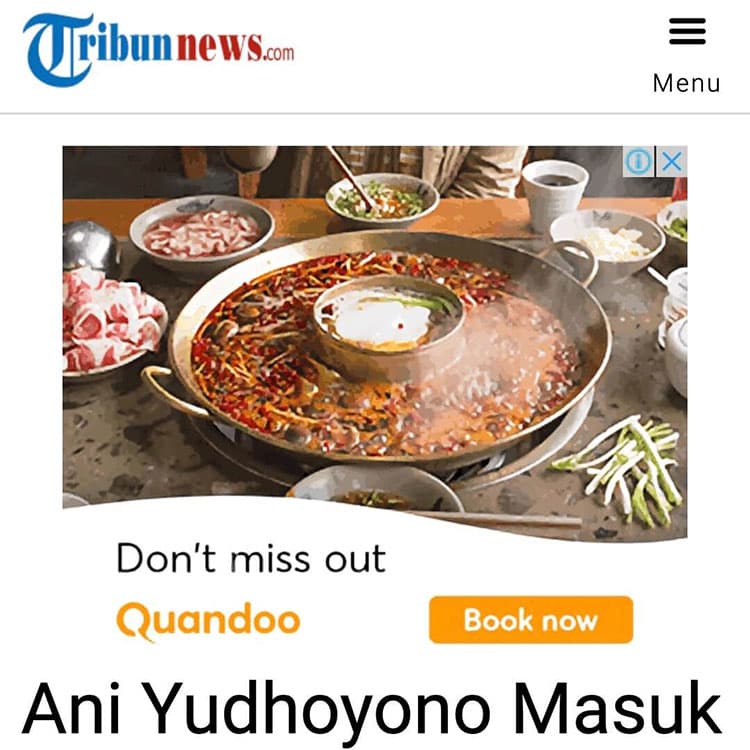 Tribunnews.com
Menu
Don't miss out
Quandoo
Book now
Ani Yudhoyono Masuk